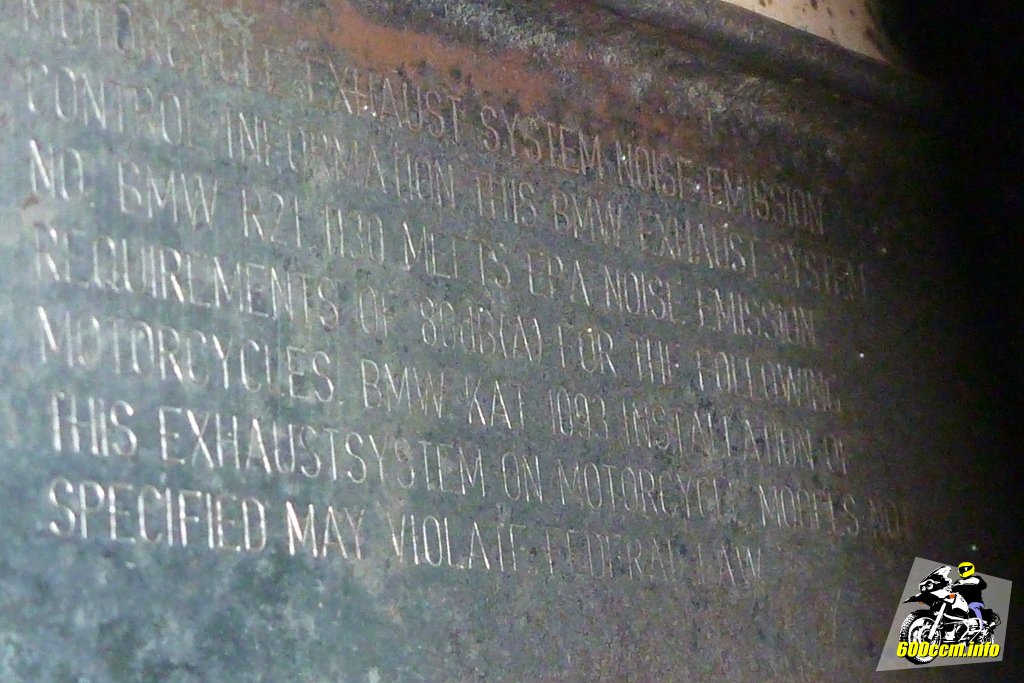 MOTORCYCLE EXHAUST SYSTEM NOISE EMISSION
CONTROL INFORMATION THIS BMW EXHAUST SYSTEM
NO. BMW R21 1130 MEETS EPA NOISE EMISSION
REQUIREMENTS OF 86dB(A) FOR THE FOLLOWING
MOTORCYCLES. BMW KAT 1093 INSTALLATION OF
THIS EXHAUSTSYSTEM ON MOTORCYCLE MODELS NOT
SPECIFIED MAY VIOLATE FEDERAL LAW
600ccm.info